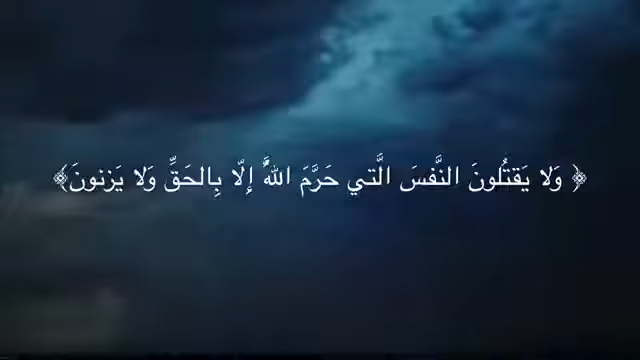 ﴿ وَلا يَقتُلونَ النَّفسَ الَّتي حَرَّمَ اللَّهُ إِلّا بِالحَقِّ وَلا يَزنونَ﴾